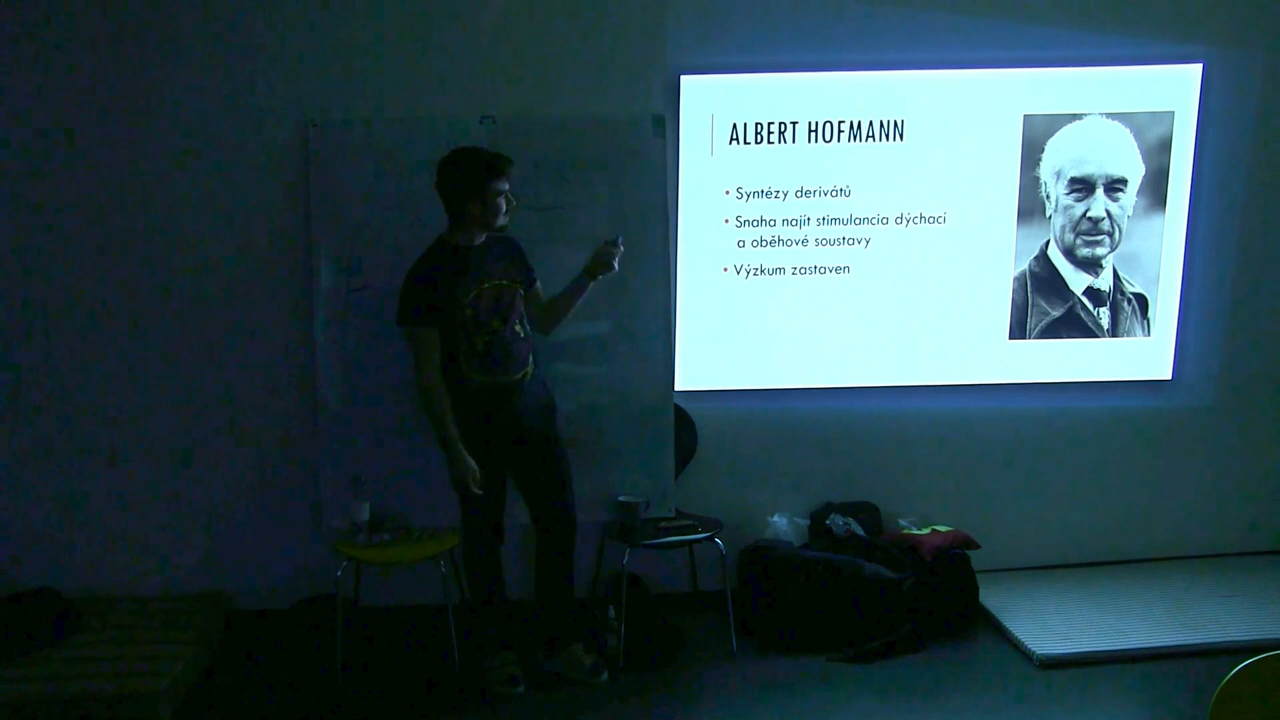 ALBERT HOFMANN
• Syntézy derivátů
• Snaha najít stimulancia dýchací
a oběhové soustavy
• Výzkum zastaven